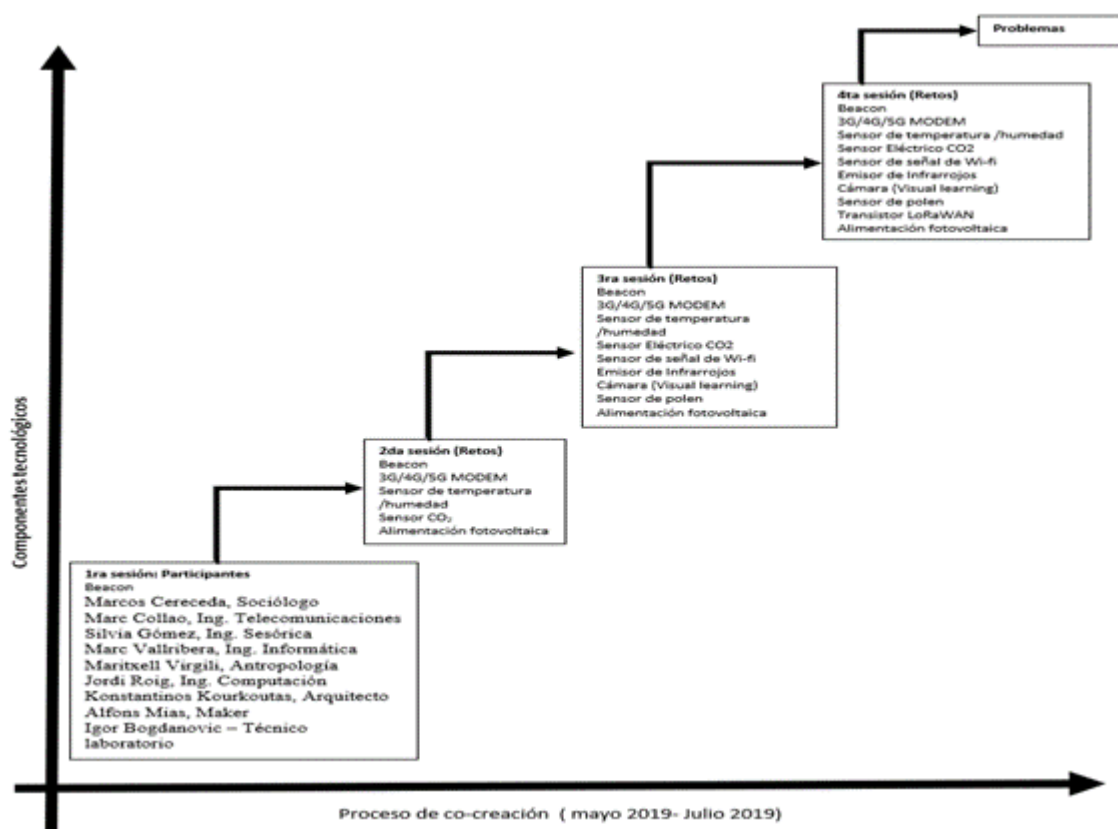 Problemas
4ta sesión (Retos)
Beacon
3G/4G/5G MODEM
Sensor de temperatura /humedad
Sensor Eléctrico CO2
Sensor de señal de Wi-fi
Emisor de Infrarrojos
Cámara (Visual learning)
Sensor de polen
Transistor LoRaWAN
Alimentación fotovoltaica
3ra sesión (Retos)
Beacon
3G/4G/5G MODEM
Sensor de temperatura
/humedad
Sensor Eléctrico CO2
Sensor de señal de Wi-fi
Emisor de Infrarrojos
Cámara (Visual learning)
Sensor de polen
Alimentación fotovoltaica
2da sesión (Retos)
Beacon
3G/4G/5G MODEM
Sensor de temperatura
/humedad
Sensor CO₂
Alimentación fotovoltaica
1ra sesión: Participantes
Beacon
Marcos Cereceda, Sociólogo
Marc Collao, Ing. Telecomunicaciones
Silvia Gómez, Ing. Sesórica
Marc Vallribera, Ing. Informática
Maritxell Virgili, Antropología
Jordi Roig, Ing. Computación
Konstantinos Kourkoutas, Arquitecto
Alfons Mias, Maker
Igor Bogdanovic – Técnico
laboratorio
Componentes tecnológicos
Proceso de co-creación ( mayo 2019- Julio 2019)